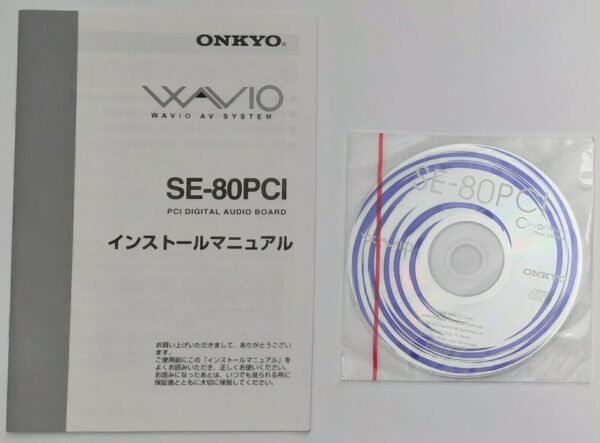 ONKYO®
WAVIO
WAVIO AV SYSTEM
SE-80PCI
PCI DIGITAL AUDIO BOARD
インストールマニュアル
お買い上げいただきまして、ありがとうござい
ます。
ご使用前にこの「インストールマニュアル」を
よくお読みいただき、正しくお使いください。
お読みになったあとは、いつでも見られる所に
保証書とともに大切に保管してください。
SE-80PCI
WAVIO
ONKYO